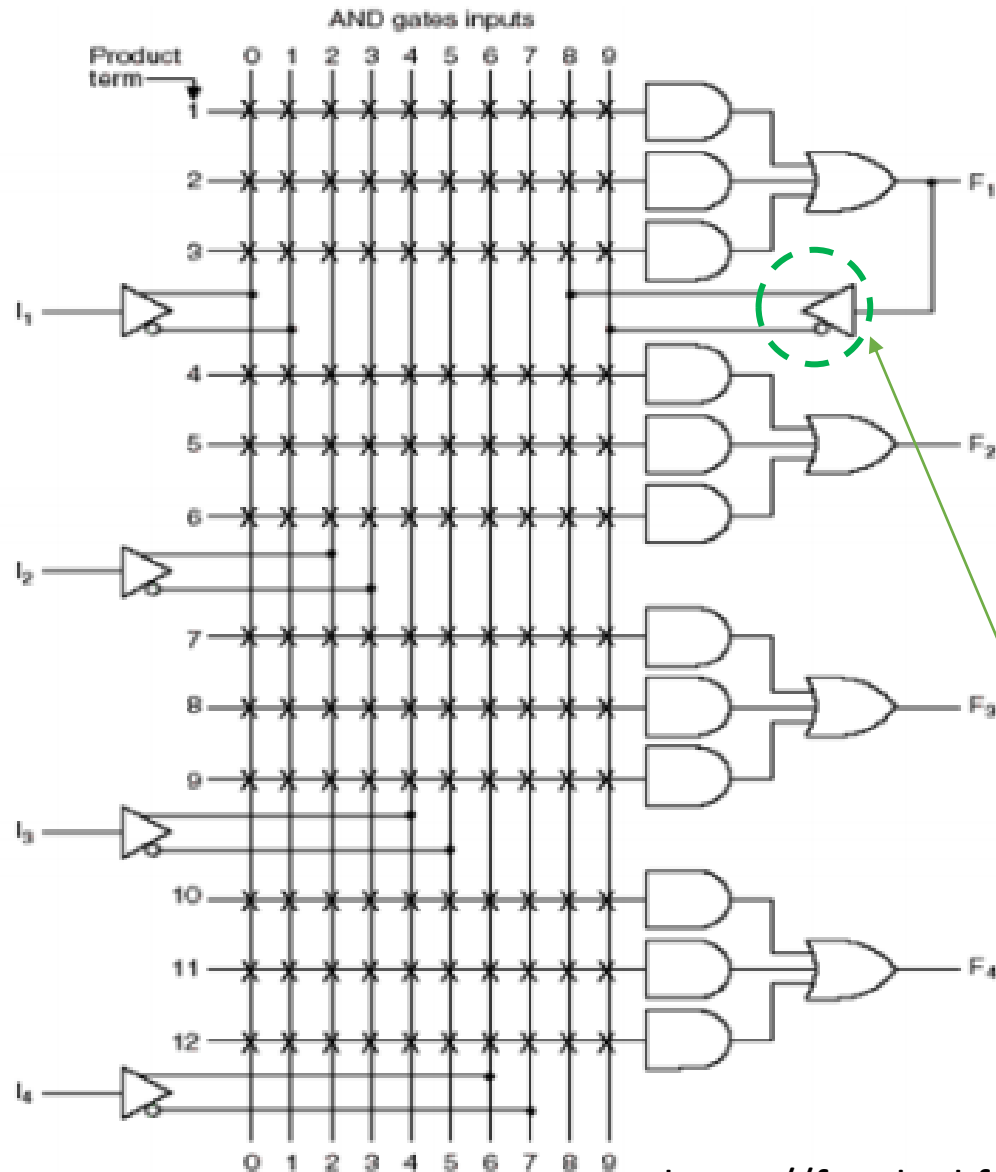 AND gates inputs
Product
term
0 1 2 3 4 5 6 7 8 9
1
2
F₁
3
I₁
4
5
F₂
6
I₂
7
8
F₃
9
I₃
10
11
F₄
12
I₄
0 1 2 3 4 5 6 7 8 9